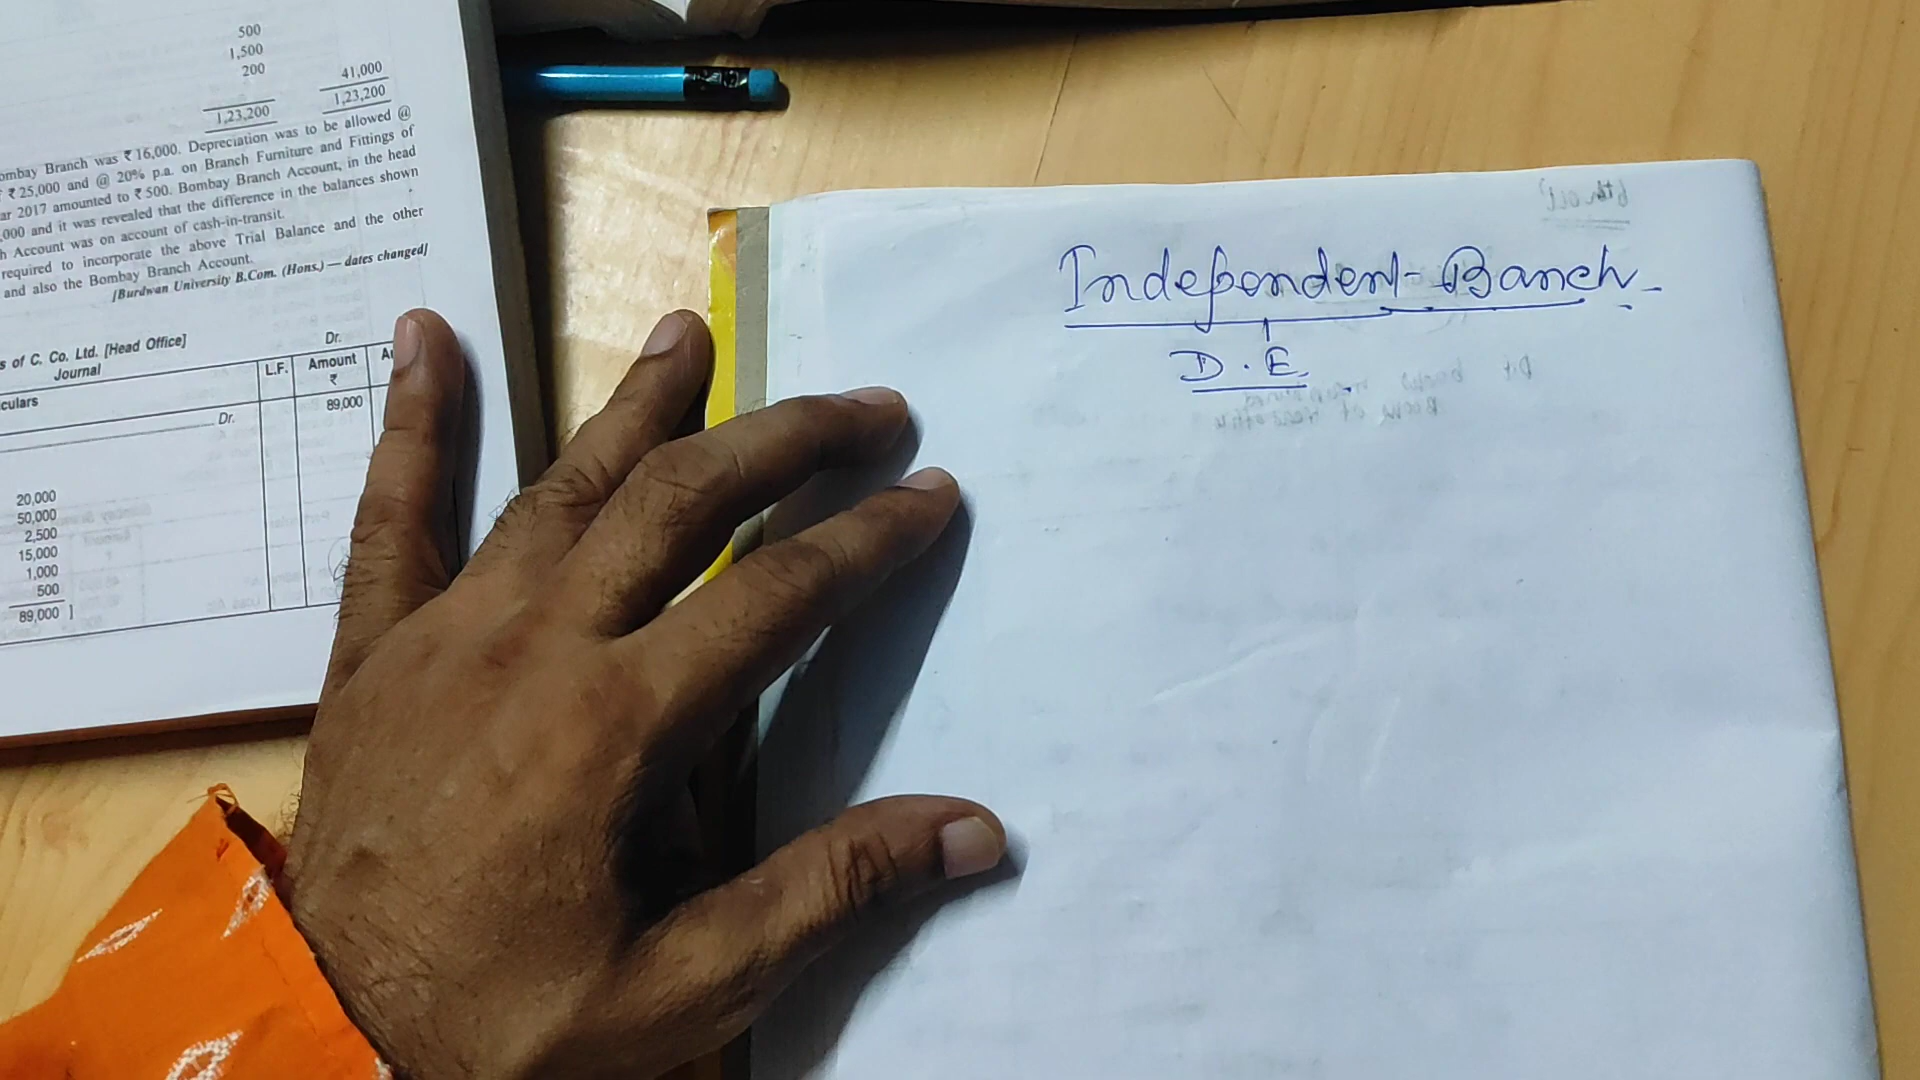 500
1,500
200 41,000
1,23,200 1,23,200
ombay Branch was ₹ 16,000. Depreciation was to be allowed @
₹ 25,000 and @ 20% p.a. on Branch Furniture and Fittings of
ar 2017 amounted to ₹ 500. Bombay Branch Account, in the head
,000 and it was revealed that the difference in the balances shown
h Account was on account of cash-in-transit.
required to incorporate the above Trial Balance and the other
and also the Bombay Branch Account.
[Burdwan University B.Com. (Hons.) — dates changed]
s of C. Co. Ltd. [Head Office]
Journal Dr.
culars L.F. Amount
₹
Dr. 89,000
20,000
50,000
2,500
15,000
1,000
500
89,000 ]
Independent Banch
D.E.